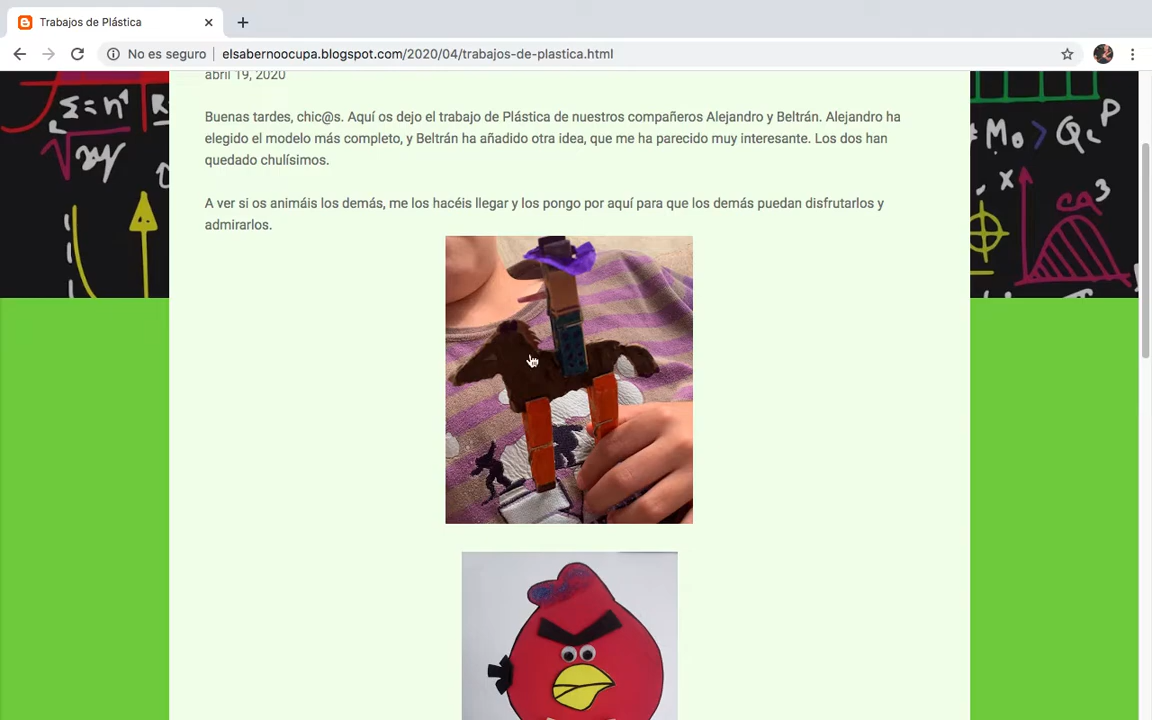 Trabajos de Plástica
No es seguro elsabernoocupa.blogspot.com/2020/04/trabajos-de-plastica.html
abril 19, 2020
Buenas tardes, chic@s. Aquí os dejo el trabajo de Plástica de nuestros compañeros Alejandro y Beltrán. Alejandro ha
elegido el modelo más completo, y Beltrán ha añadido otra idea, que me ha parecido muy interesante. Los dos han
quedado chulísimos.
A ver si os animáis los demás, me los hacéis llegar y los pongo por aquí para que los demás puedan disfrutarlos y
admirarlos.